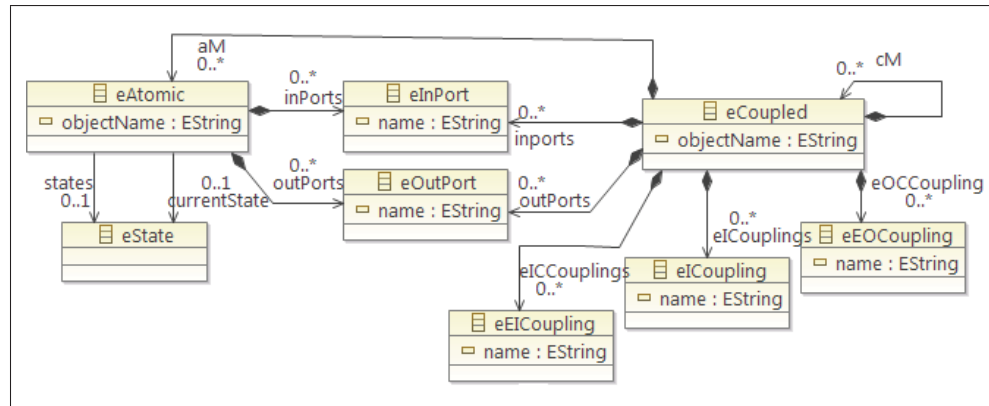 aM
0..*
cM
0..*
eAtomic
objectName : EString
0..*
inPorts
eInPort
name : EString
0..*
inports
eCoupled
objectName : EString
states
0..1
0..1
currentState
0..*
outPorts
eOutPort
name : EString
0..*
outPorts
eOCCoupling
0..*
eState
0..*
eICouplings
eEOCoupling
name : EString
eICCouplings
0..*
eICoupling
name : EString
eEICoupling
name : EString